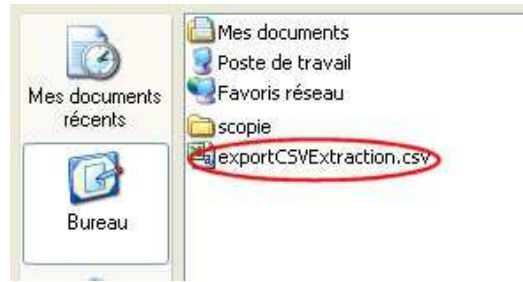 Mes documents
récents
Bureau
Mes documents
Poste de travail
Favoris réseau
scopie
exportCSVExtraction.csv